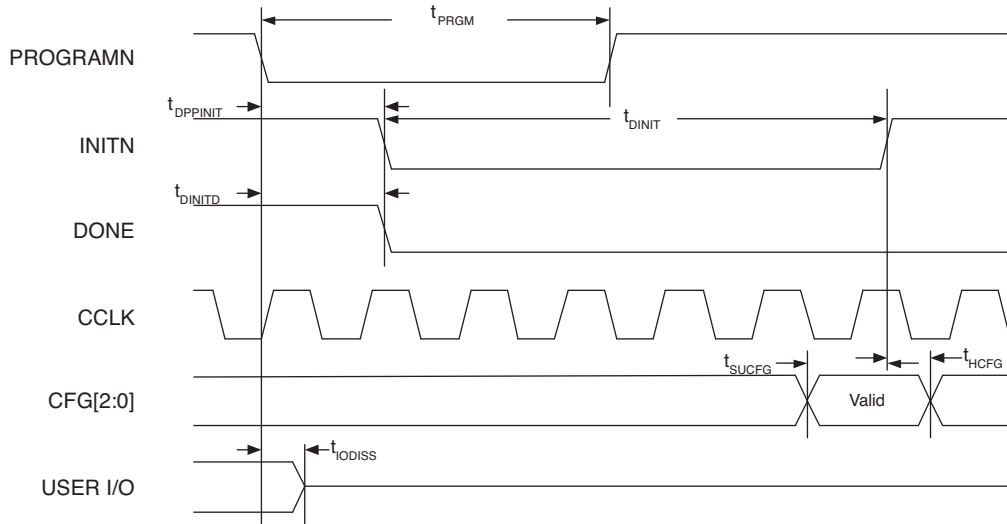 tPRGM
PROGRAMN
tDPPINIT
tDINIT
INITN
tDINITD
DONE
CCLK
tSUCFG
tHCFG
CFG[2:0]
Valid
tIODISS
USER I/O